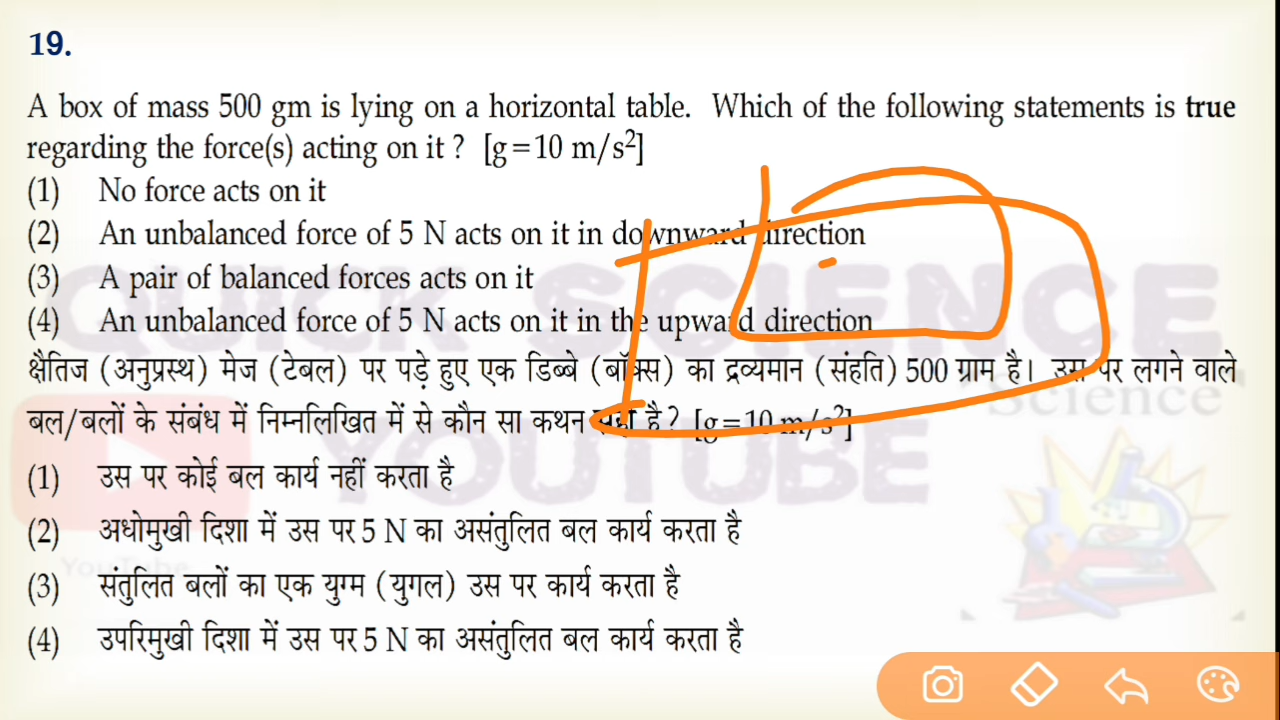 19.
A box of mass 500 gm is lying on a horizontal table. Which of the following statements is true
regarding the force(s) acting on it ? [g=10 m/s²]
(1) No force acts on it
(2) An unbalanced force of 5 N acts on it in downward direction
(3) A pair of balanced forces acts on it
(4) An unbalanced force of 5 N acts on it in the upward direction
क्षैतिज (अनुप्रस्थ) मेज (टेबल) पर पड़े हुए एक डिब्बे (बॉक्स) का द्रव्यमान (संहति) 500 ग्राम है। उस पर लगने वाले
बल/बलों के संबंध में निम्नलिखित में से कौन सा कथन सही है? [g=10 m/s²]
(1) उस पर कोई बल कार्य नहीं करता है
(2) अधोमुखी दिशा में उस पर 5 N का असंतुलित बल कार्य करता है
(3) संतुलित बलों का एक युग्म (युगल) उस पर कार्य करता है
(4) उपरिमुखी दिशा में उस पर 5 N का असंतुलित बल कार्य करता है
QUICK SCIENCE
YOUTUBE
YouTube
Science